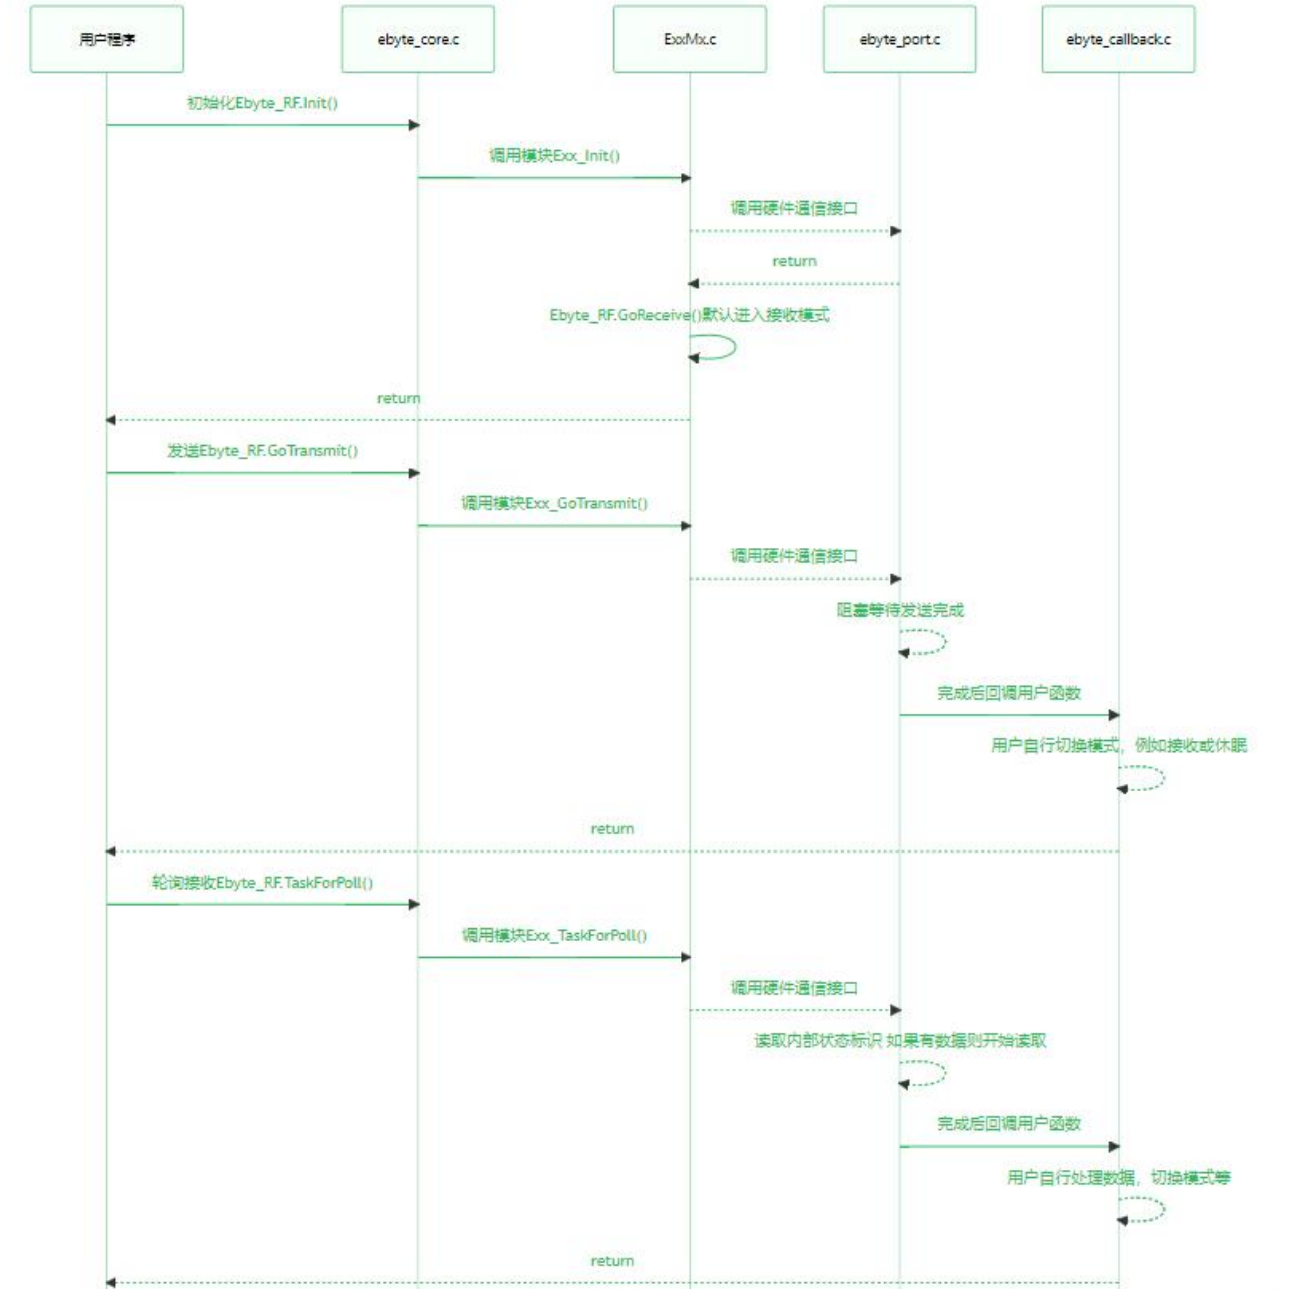 用户程序
ebyte_core.c
ExxMx.c
ebyte_port.c
ebyte_callback.c
初始化Ebyte_RF.Init()
调用模块Exx_Init()
调用硬件通信接口
return
Ebyte_RF.GoReceive()默认进入接收模式
return
发送Ebyte_RF.GoTransmit()
调用模块Exx_GoTransmit()
调用硬件通信接口
阻塞等待发送完成
完成后回调用户函数
用户自行切换模式，例如接收或休眠
return
轮询接收Ebyte_RF.TaskForPoll()
调用模块Exx_TaskForPoll()
调用硬件通信接口
读取内部状态标识 如果有数据则开始读取
完成后回调用户函数
用户自行处理数据，切换模式等
return